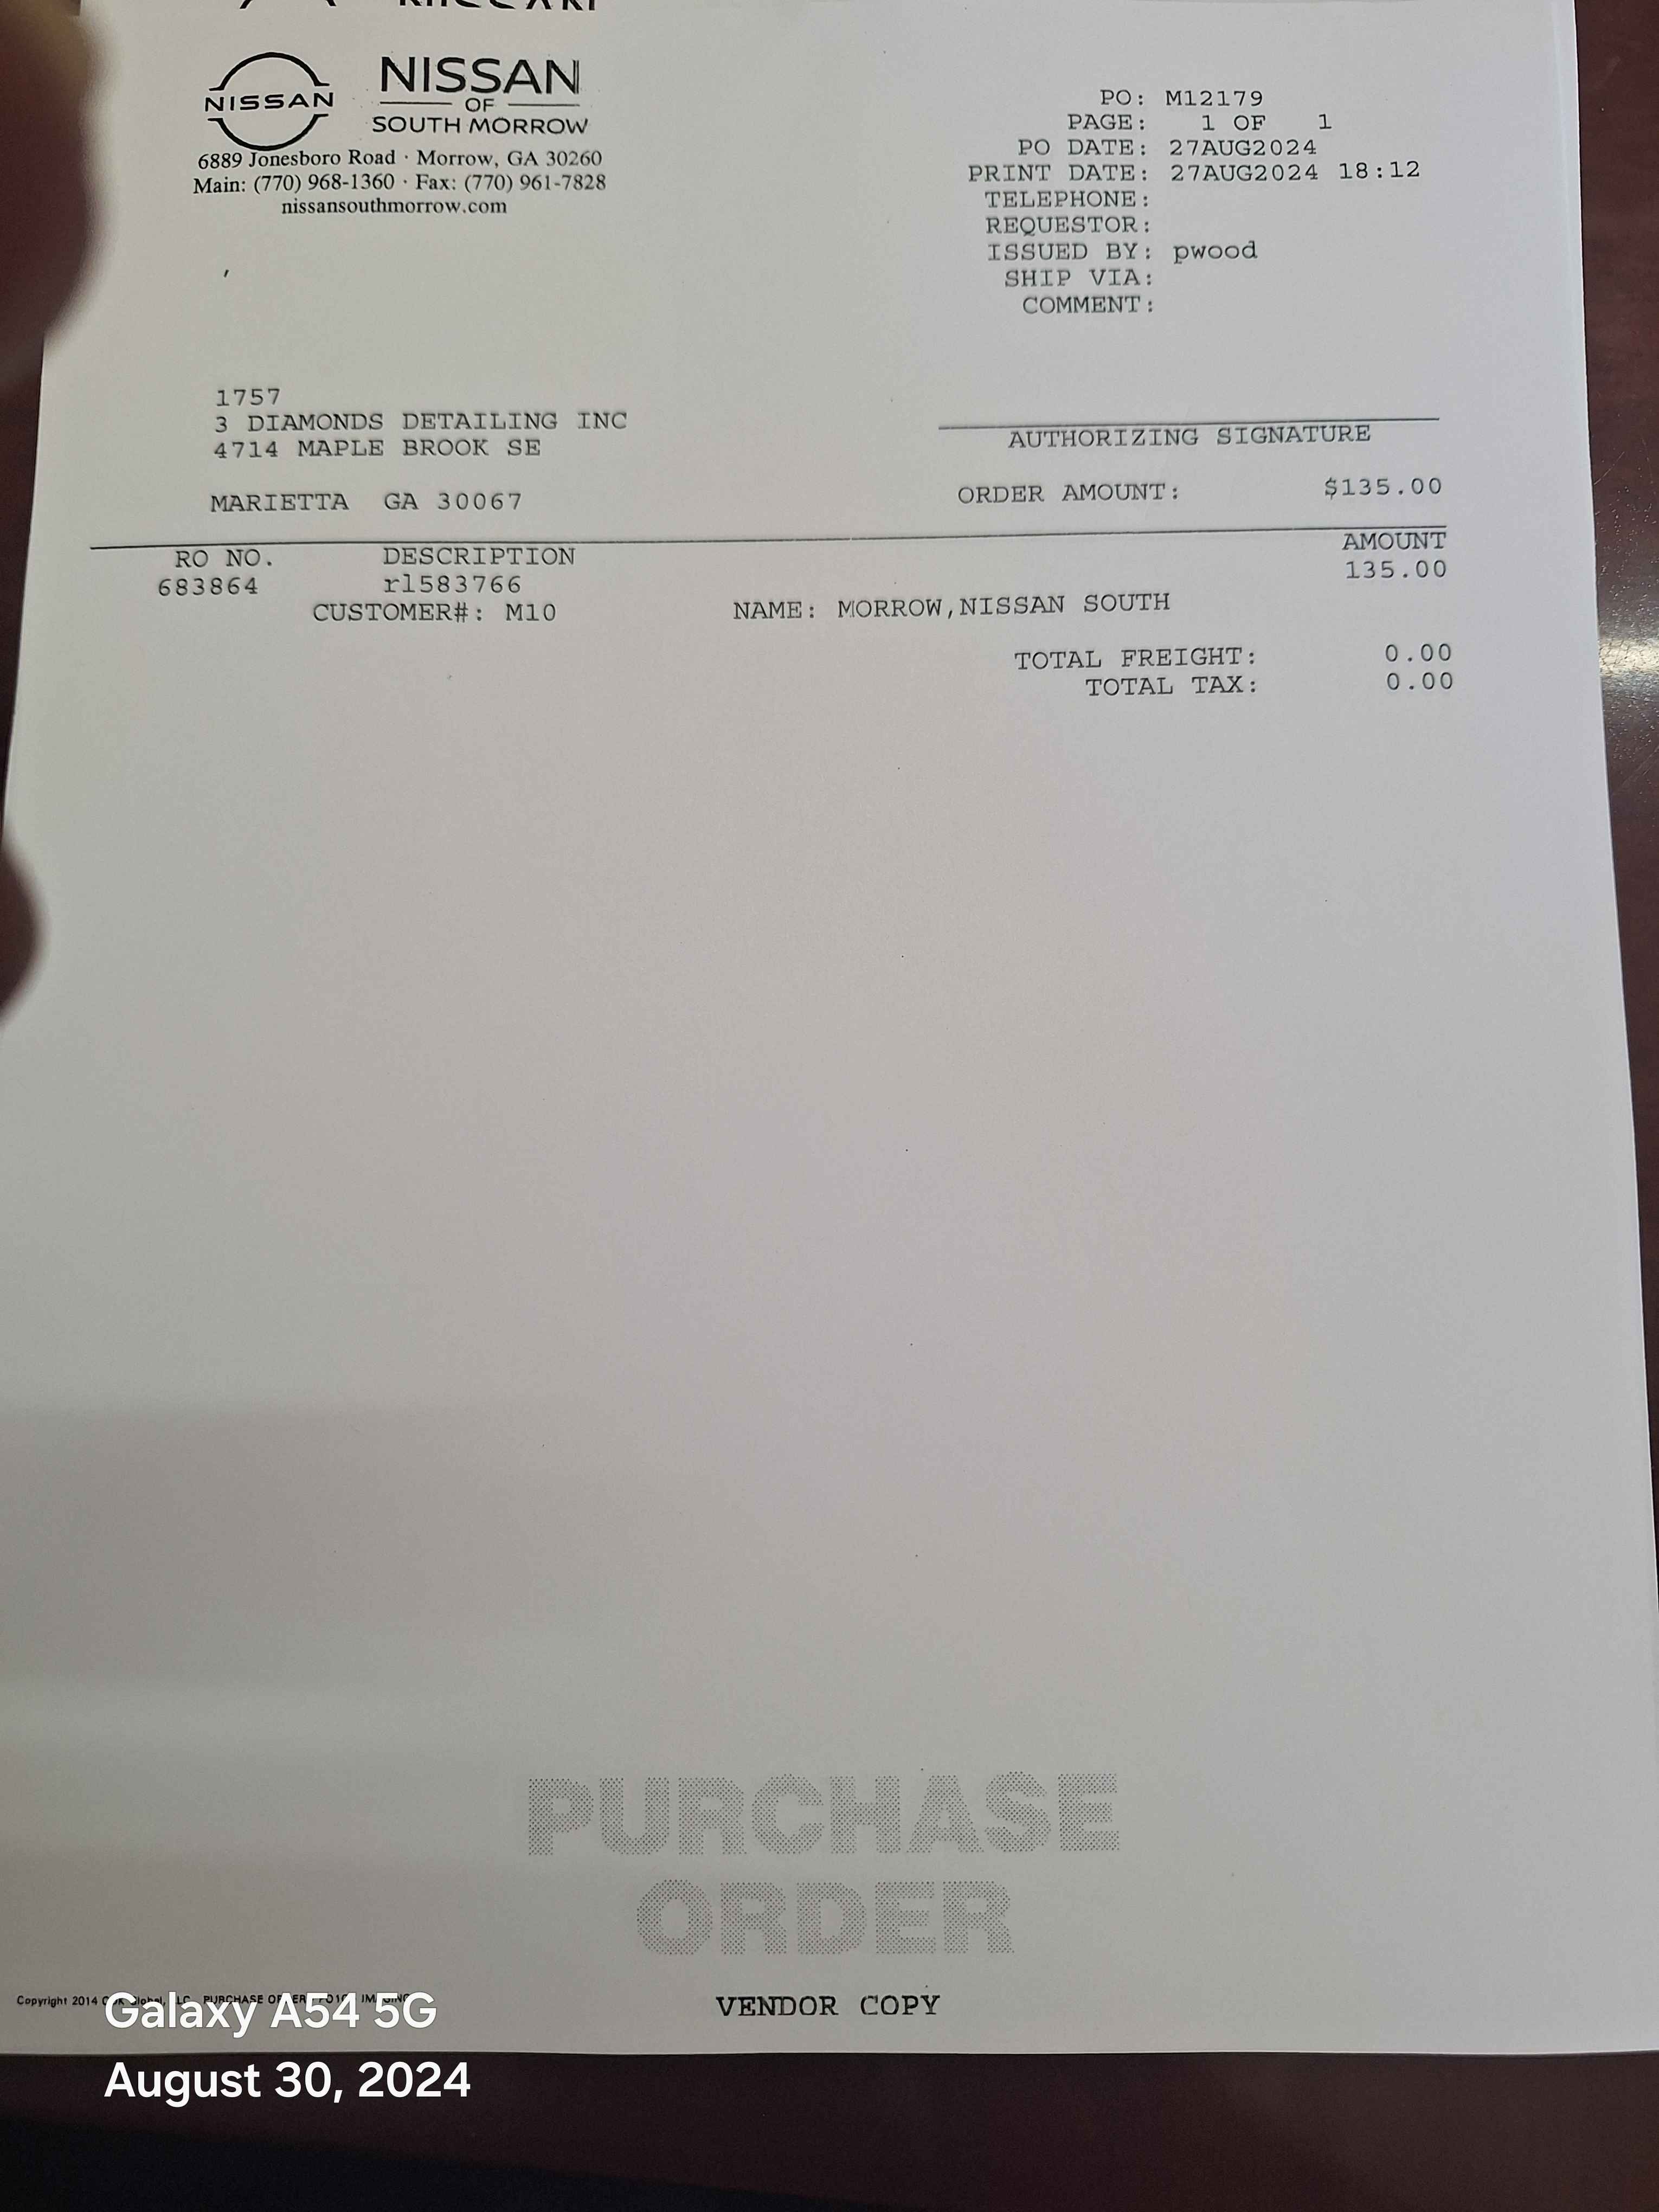 NISSAN
NISSAN
OF
SOUTH MORROW
6889 Jonesboro Road · Morrow, GA 30260
Main: (770) 968-1360 · Fax: (770) 961-7828
nissansouthmorrow.com
PO: M12179
PAGE: 1 OF 1
PO DATE: 27AUG2024
PRINT DATE: 27AUG2024 18:12
TELEPHONE:
REQUESTOR:
ISSUED BY: pwood
SHIP VIA:
COMMENT:
1757
3 DIAMONDS DETAILING INC
4714 MAPLE BROOK SE
MARIETTA GA 30067
AUTHORIZING SIGNATURE
ORDER AMOUNT: $135.00
RO NO. DESCRIPTION AMOUNT
683864 rl583766 135.00
CUSTOMER#: M10 NAME: MORROW,NISSAN SOUTH
TOTAL FREIGHT: 0.00
TOTAL TAX: 0.00
PURCHASE
ORDER
Copyright 2014 Global, PURCHASE
VENDOR COPY
Galaxy A54 5G
August 30, 2024